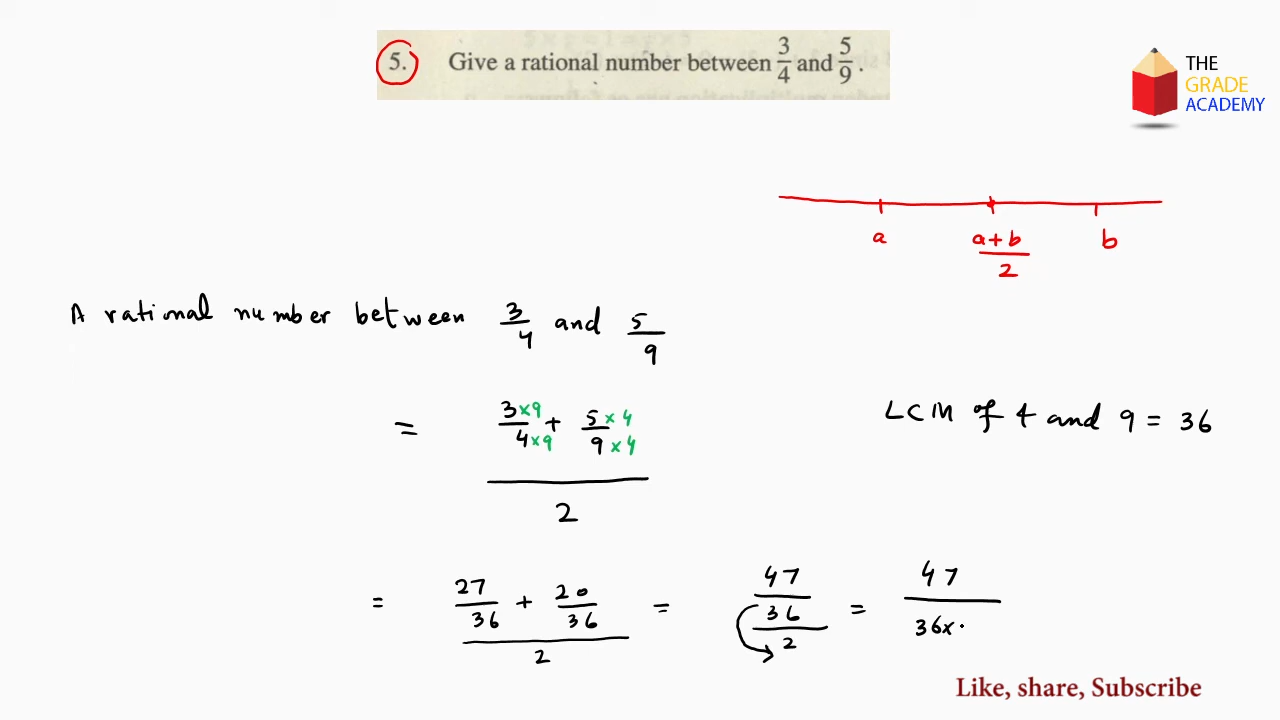 5. Give a rational number between 3/4 and 5/9.
THE
GRADE
ACADEMY
a (a+b)/2 b
A rational number between 3/4 and 5/9
= (3×9/4×9 + 5×4/9×4)/2
LCM of 4 and 9 = 36
= (27/36 + 20/36)/2 = (47/36)/2 = 47/36×
Like, share, Subscribe